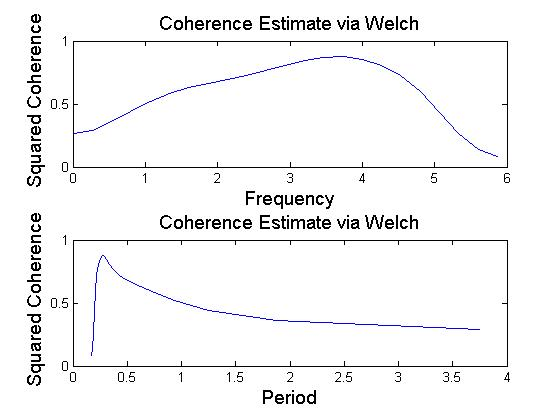 Coherence Estimate via Welch
Squared Coherence
1
0.5
0
0 1 2 3 4 5 6
Frequency
Coherence Estimate via Welch
Squared Coherence
1
0.5
0
0 0.5 1 1.5 2 2.5 3 3.5 4
Period